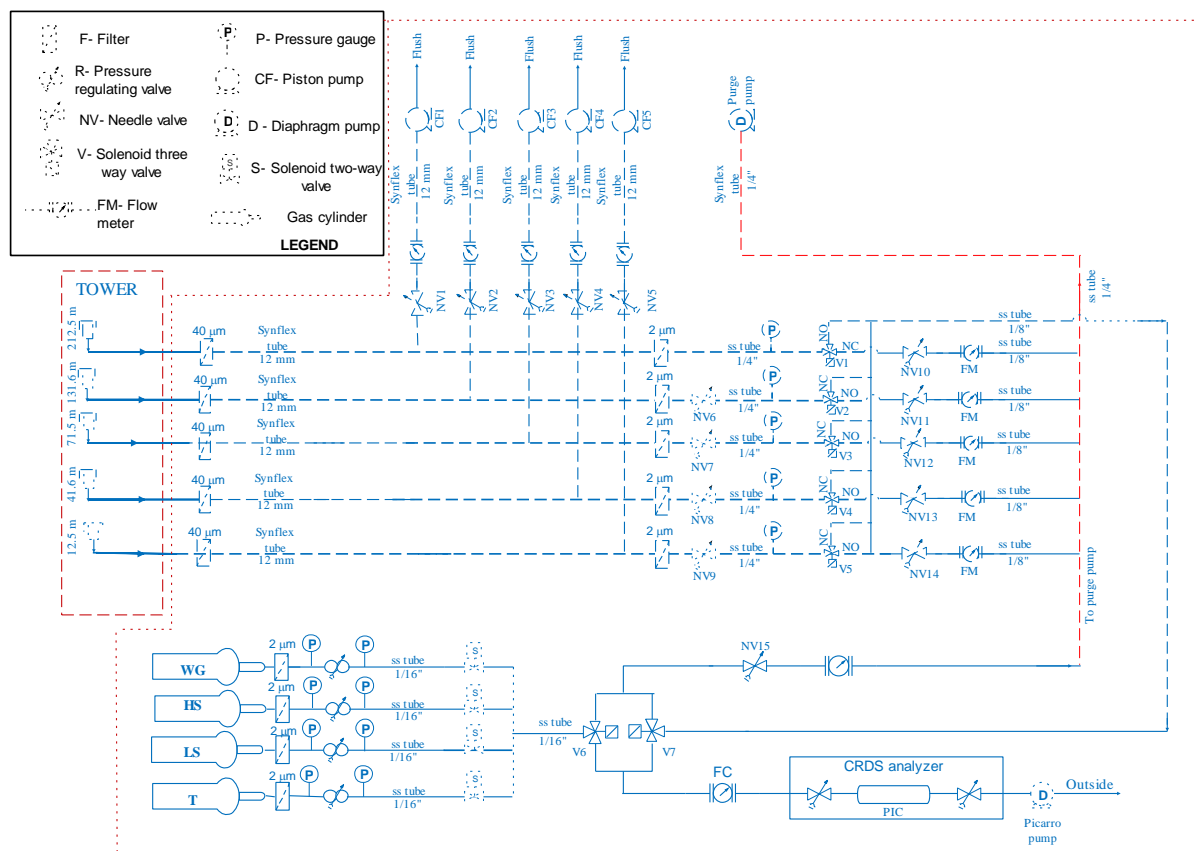 F- Filter
R- Pressure
regulating valve
NV- Needle valve
V- Solenoid three
way valve
FM- Flow
meter
P
P- Pressure gauge
CF- Piston pump
D
D - Diaphragm pump
S
S- Solenoid two-way
valve
Gas cylinder
LEGEND
Flush
Flush
Flush
Flush
Flush
CF1
CF2
CF3
CF4
CF5
Purge
pump
D
Synflex
tube
12 mm
Synflex
tube
12 mm
Synflex
tube
12 mm
Synflex
tube
12 mm
Synflex
tube
12 mm
Synflex
tube
1/4"
NV1
NV2
NV3
NV4
NV5
ss tube
1/4"
TOWER
212.5 m
40 µm
Synflex
tube
12 mm
2 µm
ss tube
1/4"
P
NO
NC
V1
ss tube
1/8"
NV10
FM
ss tube
1/8"
131.6 m
40 µm
Synflex
tube
12 mm
2 µm
NV6
ss tube
1/4"
P
NC
NO
V2
NV11
FM
ss tube
1/8"
71.5 m
40 µm
Synflex
tube
12 mm
2 µm
NV7
ss tube
1/4"
P
NC
NO
V3
NV12
FM
ss tube
1/8"
41.6 m
40 µm
Synflex
tube
12 mm
2 µm
NV8
ss tube
1/4"
P
NC
NO
V4
NV13
FM
ss tube
1/8"
12.5 m
40 µm
Synflex
tube
12 mm
2 µm
NV9
ss tube
1/4"
P
NC
NO
V5
NV14
FM
ss tube
1/8"
To purge pump
WG
2 µm
P
P
ss tube
1/16"
S
HS
2 µm
P
P
ss tube
1/16"
S
LS
2 µm
P
P
ss tube
1/16"
S
T
2 µm
P
P
ss tube
1/16"
S
ss tube
1/16"
V6
V7
NV15
FC
CRDS analyzer
PIC
D
Picarro
pump
Outside